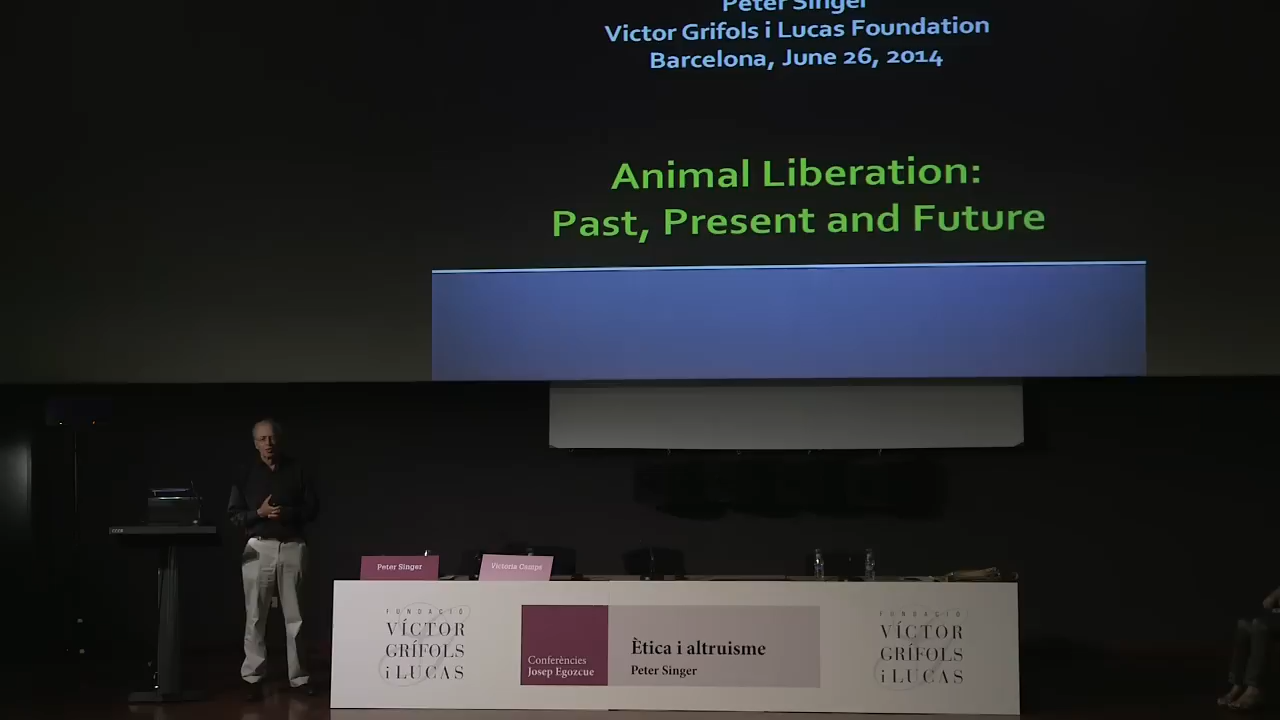 Peter Singer
Victor Grifols i Lucas Foundation
Barcelona, June 26, 2014
Animal Liberation:
Past, Present and Future
Peter Singer
Victoria Camps
FUNDACIÓ
VÍCTOR
GRÍFOLS
i LUCAS
Conferències
Josep Egozcue
Ètica i altruisme
Peter Singer
FUNDACIÓ
VÍCTOR
GRÍFOLS
i LUCAS